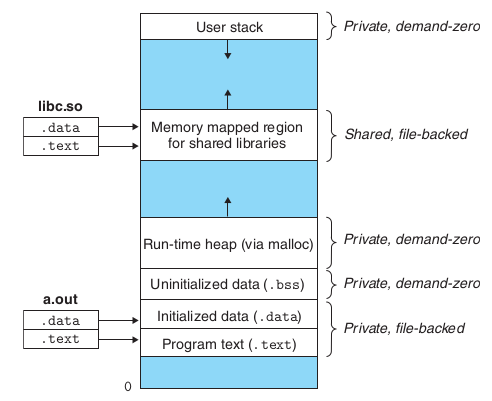 User stack
Private, demand-zero
libc.so
.data
.text
Memory mapped region
for shared libraries
Shared, file-backed
Run-time heap (via malloc)
Private, demand-zero
Uninitialized data (.bss)
Private, demand-zero
a.out
.data
.text
Initialized data (.data)
Program text (.text)
Private, file-backed
0